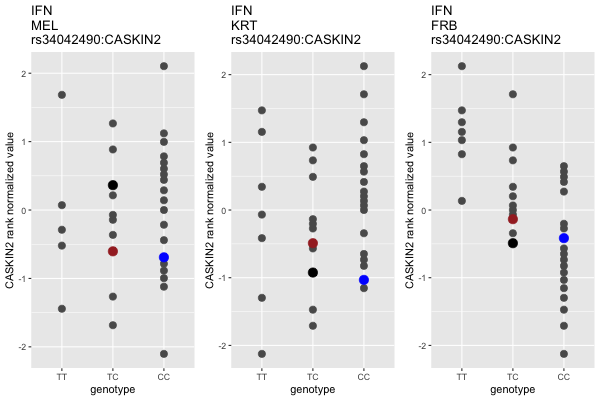 IFN
MEL
rs34042490:CASKIN2
CASKIN2 rank normalized value
2
1
0
-1
-2
TT TC CC
genotype
IFN
KRT
rs34042490:CASKIN2
CASKIN2 rank normalized value
2
1
0
-1
-2
TT TC CC
genotype
IFN
FRB
rs34042490:CASKIN2
CASKIN2 rank normalized value
2
1
0
-1
-2
TT TC CC
genotype